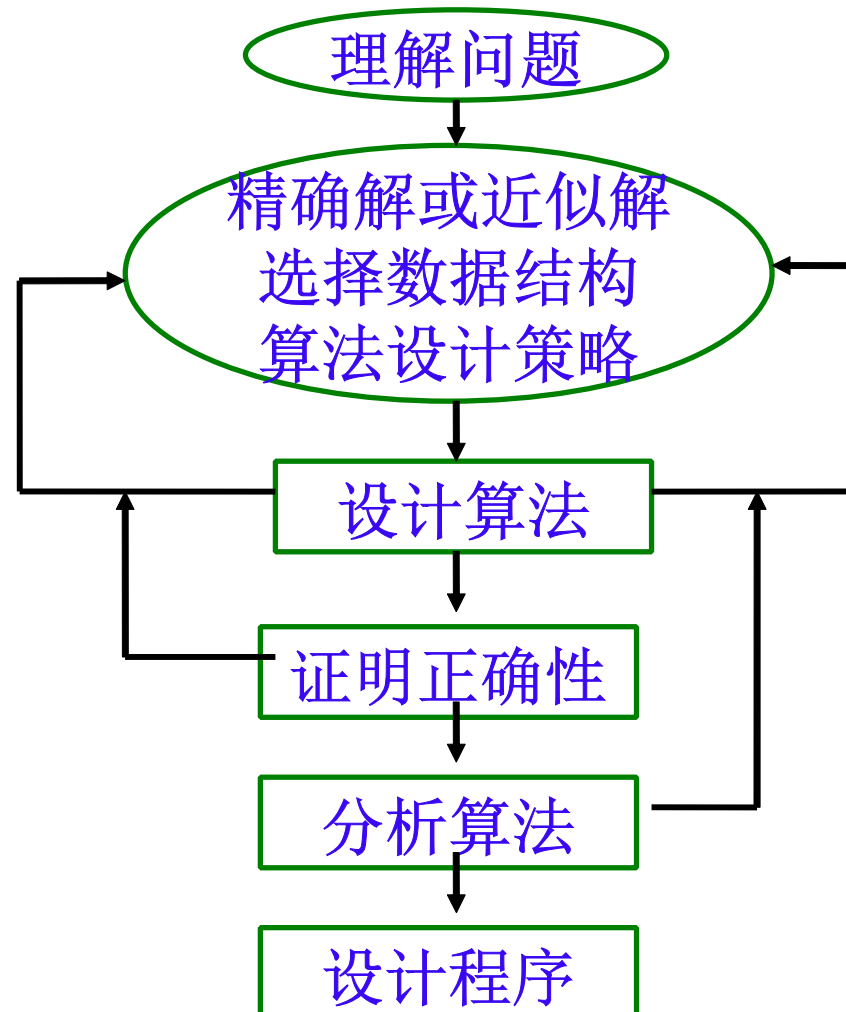 理解问题
精确解或近似解
选择数据结构
算法设计策略
设计算法
证明正确性
分析算法
设计程序